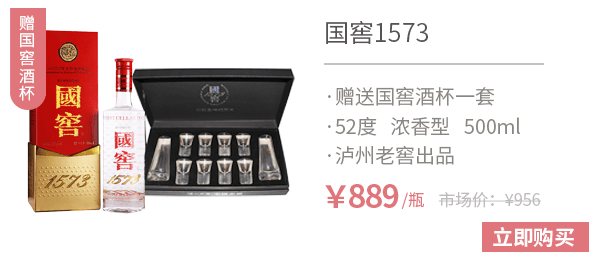 赠国窖酒杯
國窖
1573
國窖
1573
國窖
国窖1573
·赠送国窖酒杯一套
·52度 浓香型 500ml
·泸州老窖出品
¥889/瓶 市场价：¥956
立即购买